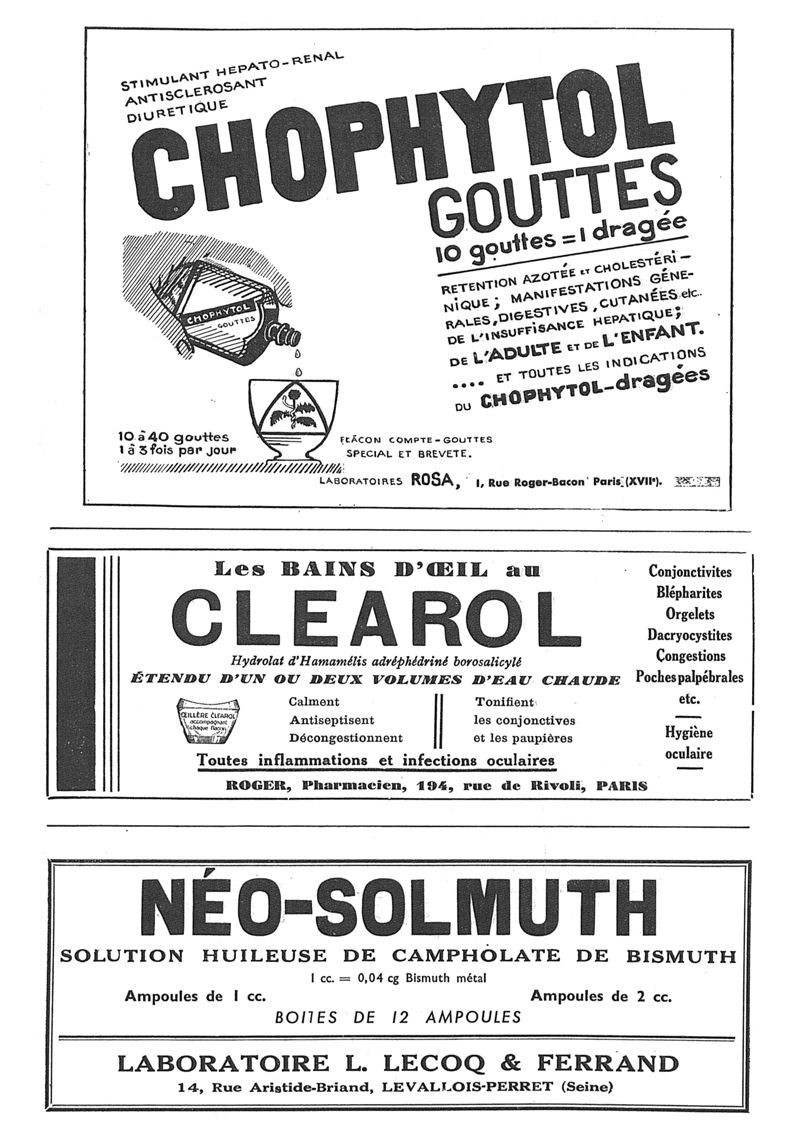 STIMULANT HEPATO-RENAL
ANTISCLEROSANT
DIURETIQUE
CHOPHYTOL
GOUTTES
10 gouttes = 1 dragée
RETENTION AZOTÉE ET CHOLESTÉRI-
NIQUE; MANIFESTATIONS GÉNE-
RALES, DIGESTIVES, CUTANÉES etc..
DE L'INSUFFISANCE HEPATIQUE;
DE L'ADULTE ET DE L'ENFANT.
.... ET TOUTES LES INDICATIONS
DU CHOPHYTOL-dragées
CHOPHYTOL
GOUTTES
10 à 40 gouttes
1 à 3 fois par jour
FLÂCON COMPTE-GOUTTES
SPECIAL ET BREVETE.
LABORATOIRES ROSA, 1, Rue Roger-Bacon Paris (XVIIe).
Les BAINS D'ŒIL au
CLEAROL
Hydrolat d'Hamamélis adréphédriné borosalicylé
ÉTENDU D'UN OU DEUX VOLUMES D'EAU CHAUDE
ŒILLÈRE CLEAROL
accompagnant
chaque flacon
Calment
Antiseptisent
Décongestionnent
Tonifient
les conjonctives
et les paupières
Toutes inflammations et infections oculaires
ROGER, Pharmacien, 194, rue de Rivoli, PARIS
Conjonctivites
Blépharites
Orgelets
Dacryocystites
Congestions
Poches palpébrales
etc.
Hygiène
oculaire
NÉO-SOLMUTH
SOLUTION HUILEUSE DE CAMPHOLATE DE BISMUTH
1 cc. = 0,04 cg Bismuth métal
Ampoules de 1 cc. Ampoules de 2 cc.
BOITES DE 12 AMPOULES
LABORATOIRE L. LECOQ & FERRAND
14, Rue Aristide-Briand, LEVALLOIS-PERRET (Seine)